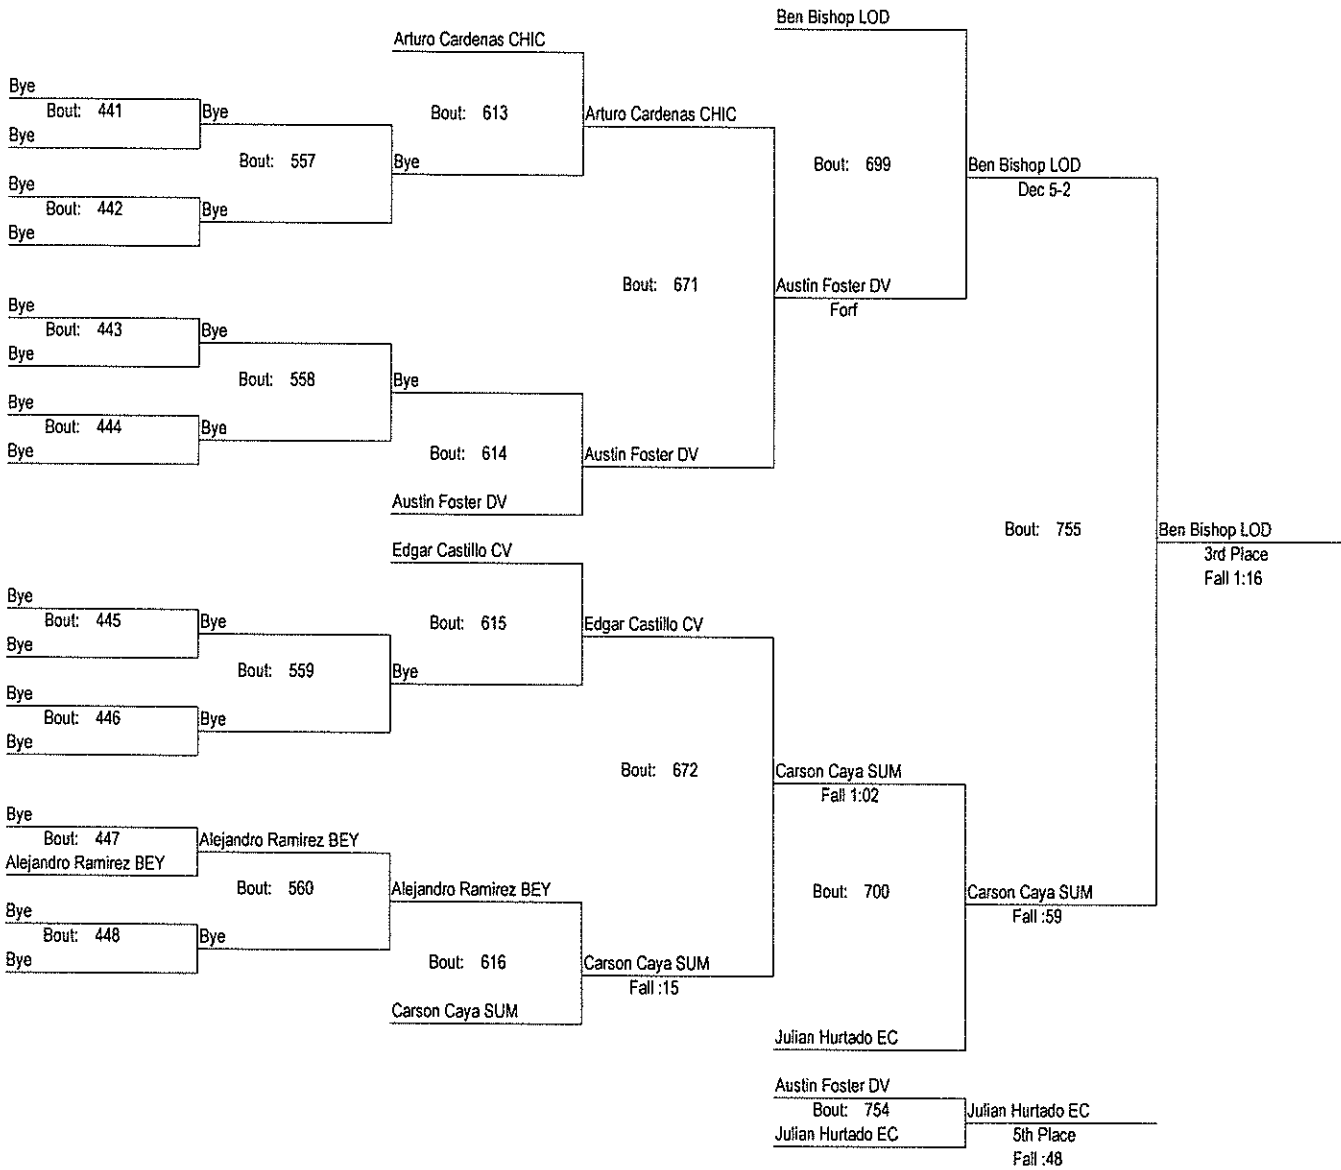 Ben Bishop LOD
Arturo Cardenas CHIC
Bye
Bout: 441
Bye
Bout: 613
Arturo Cardenas CHIC
Bye
Bout: 557
Bye
Bout: 699
Ben Bishop LOD
Dec 5-2
Bye
Bout: 442
Bye
Bye
Bout: 671
Austin Foster DV
Forf
Bye
Bout: 443
Bye
Bye
Bout: 558
Bye
Bye
Bout: 444
Bye
Bye
Bout: 614
Austin Foster DV
Austin Foster DV
Bout: 755
Ben Bishop LOD
3rd Place
Fall 1:16
Edgar Castillo CV
Bye
Bout: 445
Bye
Bout: 615
Edgar Castillo CV
Bye
Bout: 559
Bye
Bye
Bout: 446
Bye
Bye
Bout: 672
Carson Caya SUM
Fall 1:02
Bye
Bout: 447
Alejandro Ramirez BEY
Alejandro Ramirez BEY
Bout: 560
Alejandro Ramirez BEY
Bout: 700
Carson Caya SUM
Fall :59
Bye
Bout: 448
Bye
Bye
Bout: 616
Carson Caya SUM
Fall :15
Carson Caya SUM
Julian Hurtado EC
Austin Foster DV
Bout: 754
Julian Hurtado EC
Julian Hurtado EC
5th Place
Fall :48